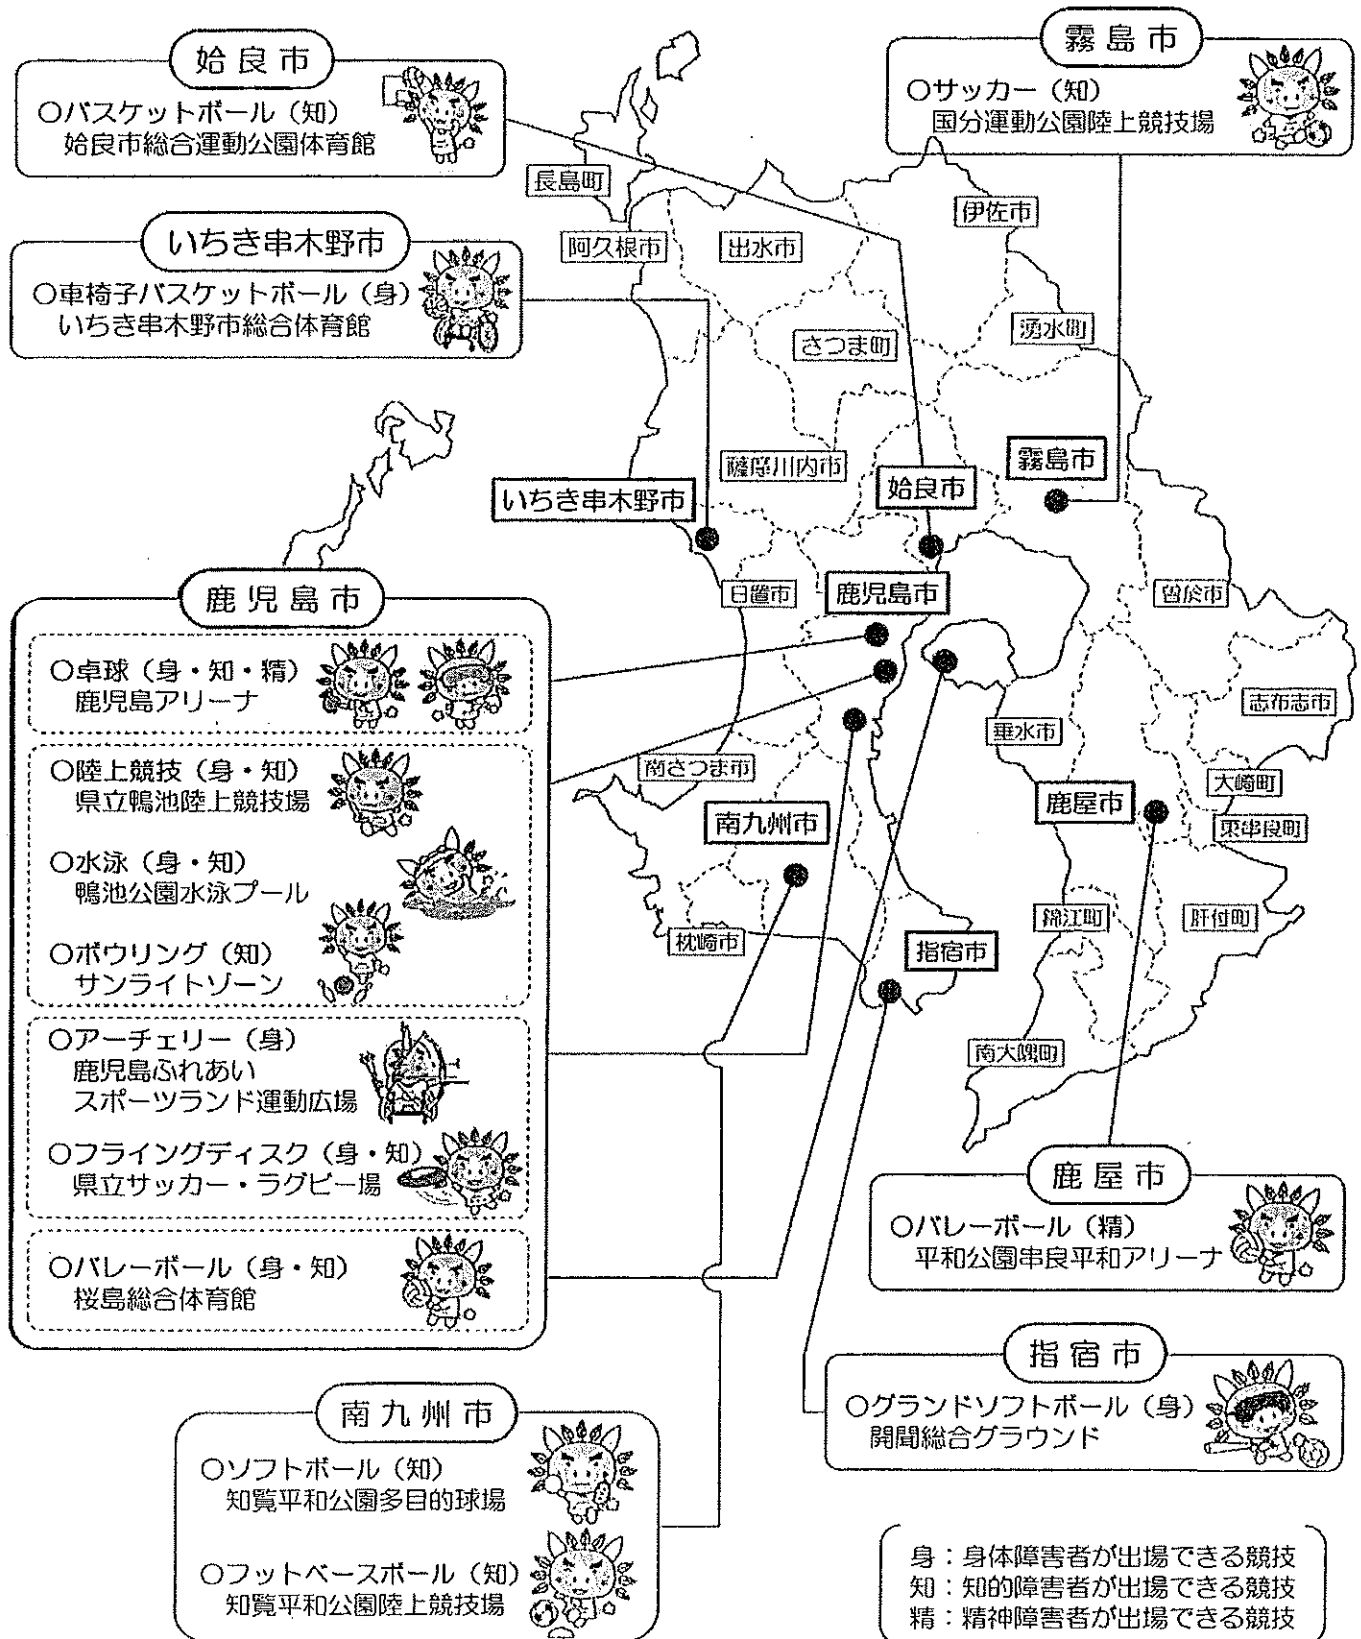 始良市
○バスケットボール（知）
始良市総合運動公園体育館
霧島市
○サッカー（知）
国分運動公園陸上競技場
いちき串木野市
○車椅子バスケットボール（身）
いちき串木野市総合体育館
長島町
阿久根市
出水市
伊佐市
さつま町
湧水町
薩摩川内市
霧島市
始良市
いちき串木野市
日置市
鹿児島市
曽於市
志布志市
垂水市
南さつま市
大崎町
鹿屋市
東串良町
南九州市
錦江町
肝付町
枕崎市
指宿市
南大隅町
鹿児島市
○卓球（身・知・精）
鹿児島アリーナ
○陸上競技（身・知）
県立鴨池陸上競技場
○水泳（身・知）
鴨池公園水泳プール
○ボウリング（知）
サンライトゾーン
○アーチェリー（身）
鹿児島ふれあい
スポーツランド運動広場
○フライングディスク（身・知）
県立サッカー・ラグビー場
○バレーボール（身・知）
桜島総合体育館
鹿屋市
○バレーボール（精）
平和公園串良平和アリーナ
指宿市
○グランドソフトボール（身）
開聞総合グラウンド
南九州市
○ソフトボール（知）
知覧平和公園多目的球場
○フットベースボール（知）
知覧平和公園陸上競技場
身：身体障害者が出場できる競技
知：知的障害者が出場できる競技
精：精神障害者が出場できる競技